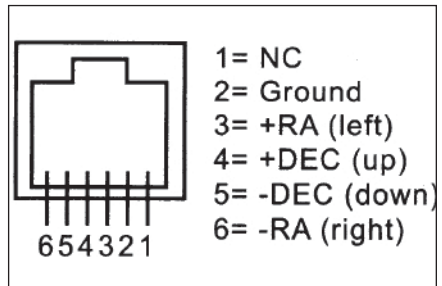 1= NC
2= Ground
3= +RA (left)
4= +DEC (up)
5= -DEC (down)
6= -RA (right)
654321